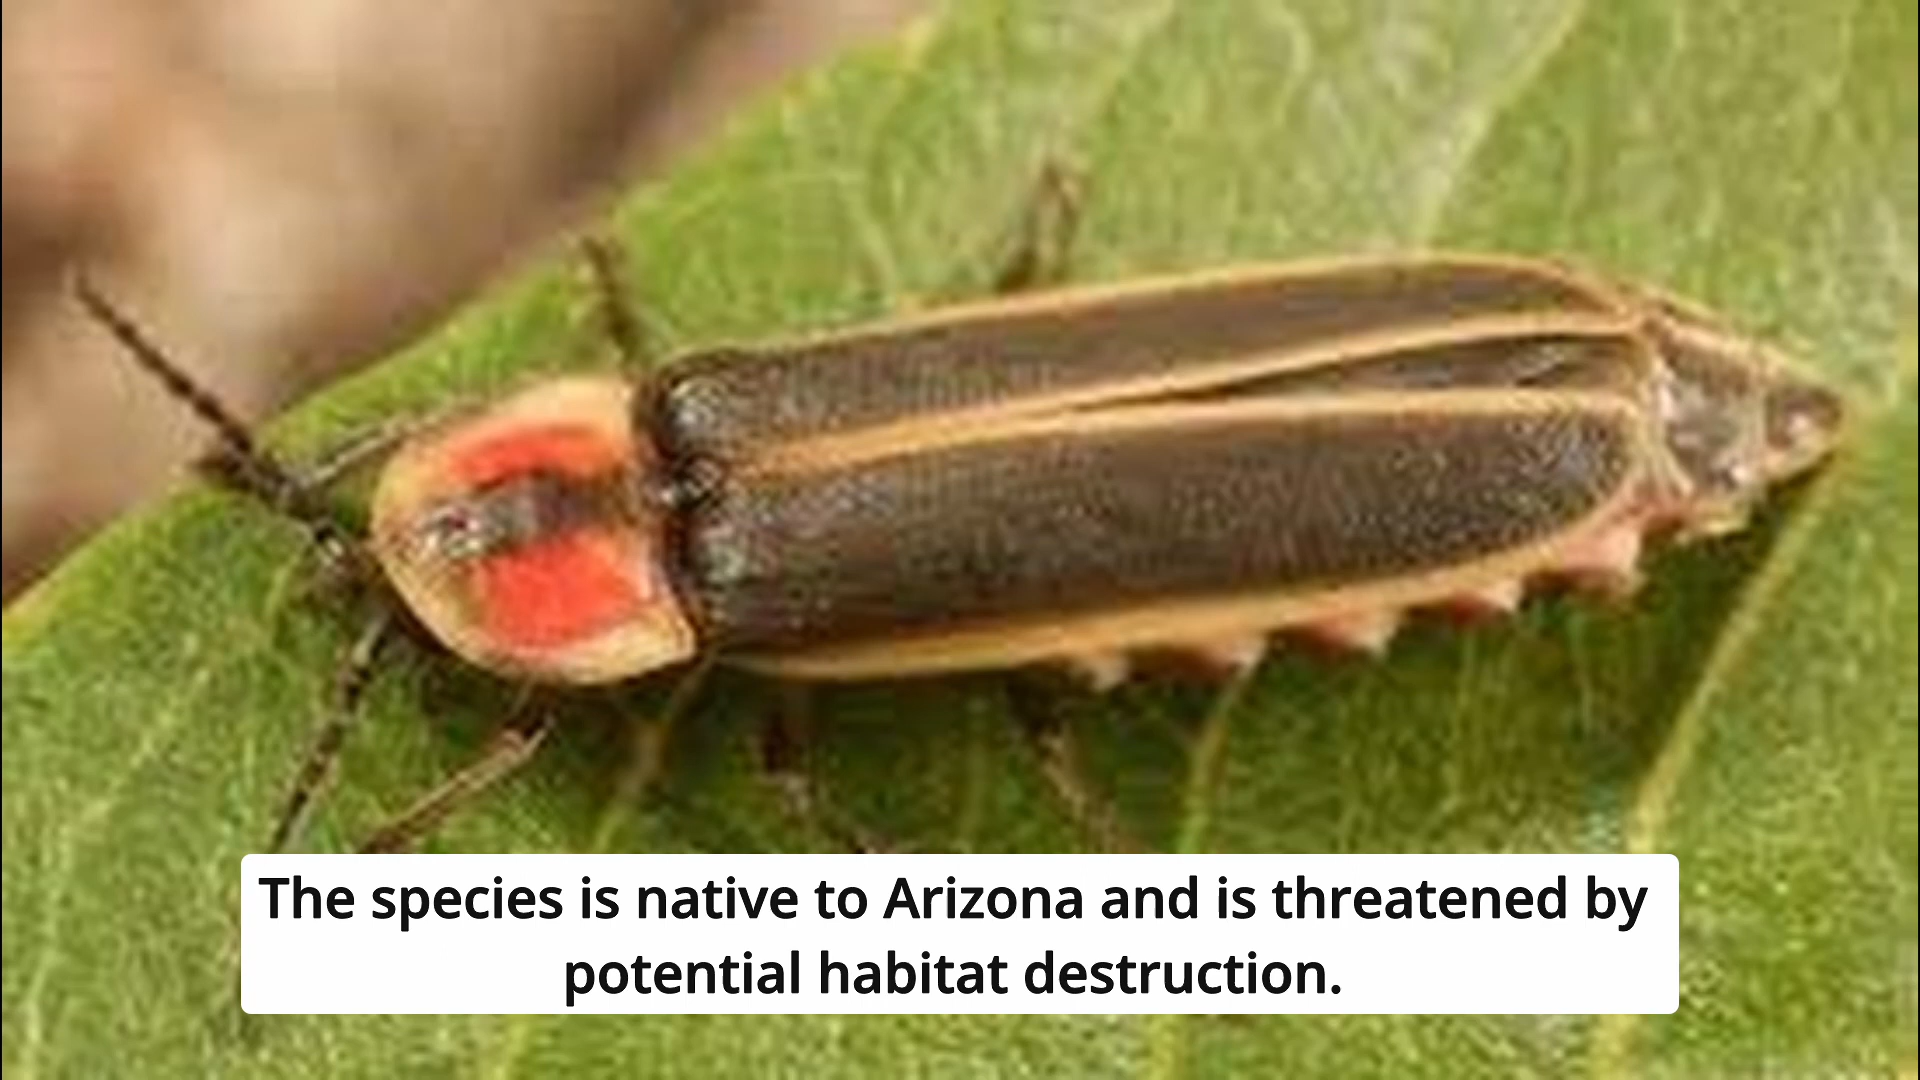 The species is native to Arizona and is threatened by
potential habitat destruction.